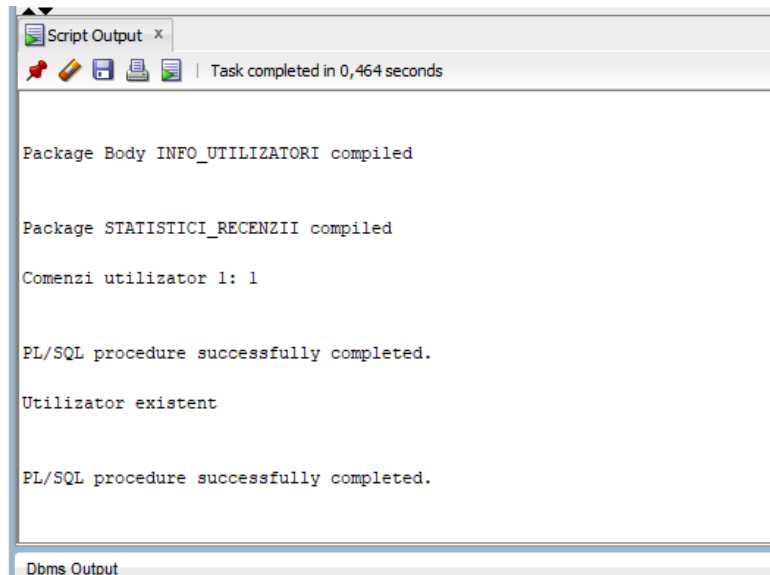 Script Output x
Task completed in 0,464 seconds
Package Body INFO_UTILIZATORI compiled
Package STATISTICI_RECENZII compiled
Comenzi utilizator 1: 1
PL/SQL procedure successfully completed.
Utilizator existent
PL/SQL procedure successfully completed.
Dbms Output